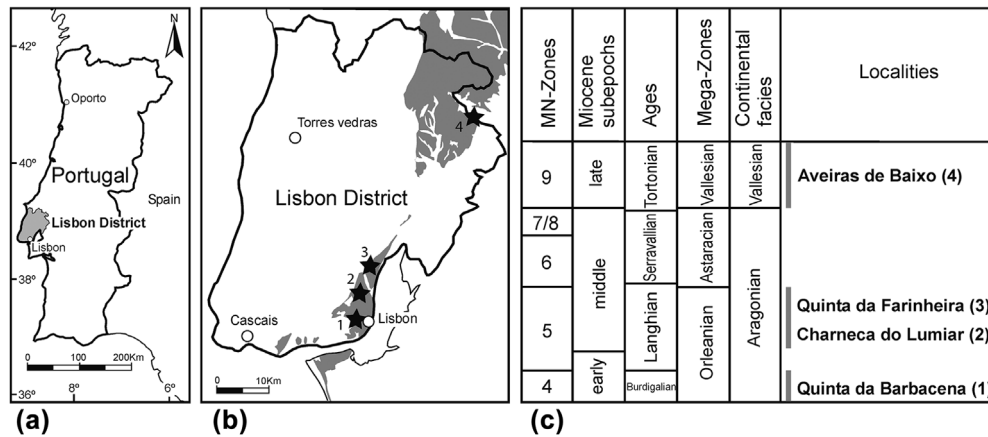 42°
40°
38°
36°
8°
6°
N
Oporto
Portugal
Spain
Lisbon District
Lisbon
0 50 100 200Km
(a)
Torres vedras
4
Lisbon District
3
2
1
Lisbon
Cascais
0 10Km
(b)
MN-Zones
Miocene
subepochs
Ages
Mega-Zones
Continental
facies
Localities
9
late
Tortonian
Vallesian
Vallesian
Aveiras de Baixo (4)
7/8
6
5
4
middle
early
Serravallian
Langhian
Burdigalian
Astaracian
Orleanian
Aragonian
Quinta da Farinheira (3)
Charneca do Lumiar (2)
Quinta da Barbacena (1)
(c)